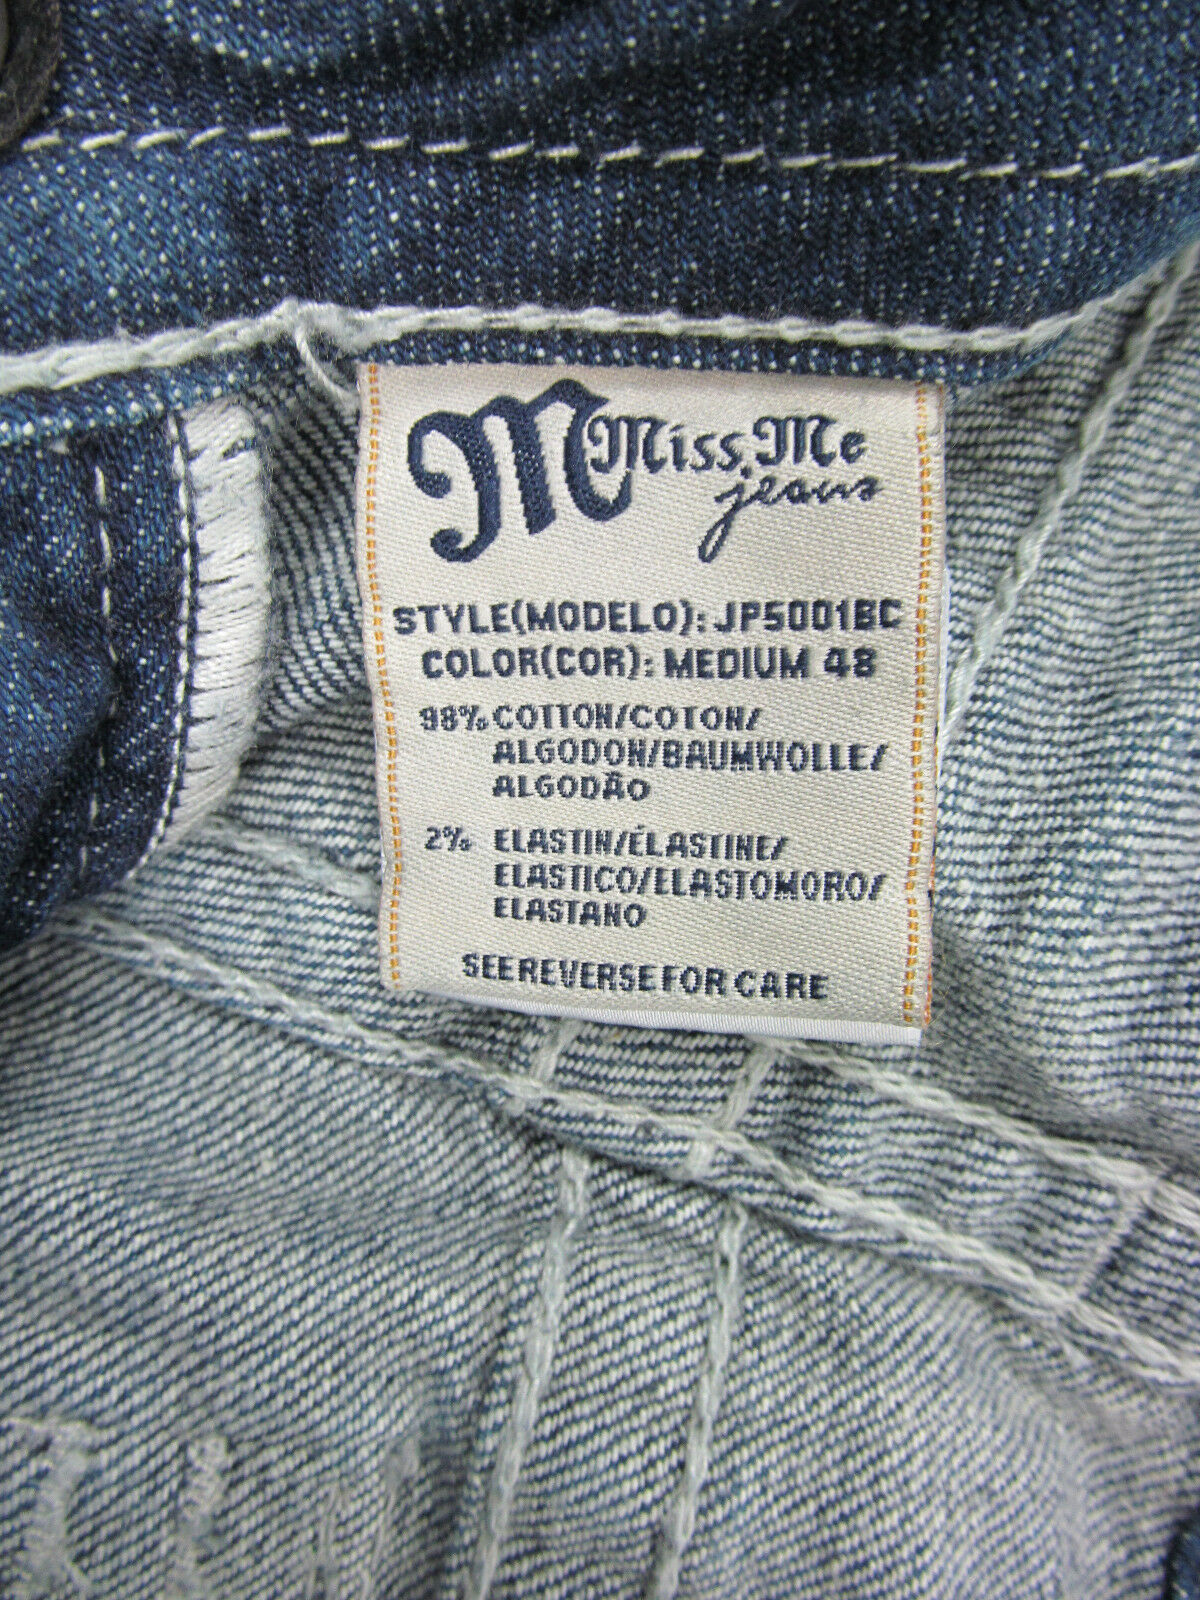 M Miss Me
jeans
STYLE(MODELO): JP5001BC
COLOR(COR): MEDIUM 48
98% COTTON/COTON/
ALGODON/BAUMWOLLE/
ALGODÃO
2% ELASTIN/ÉLASTINE/
ELASTICO/ELASTOMORO/
ELASTANO
SEE REVERSE FOR CARE